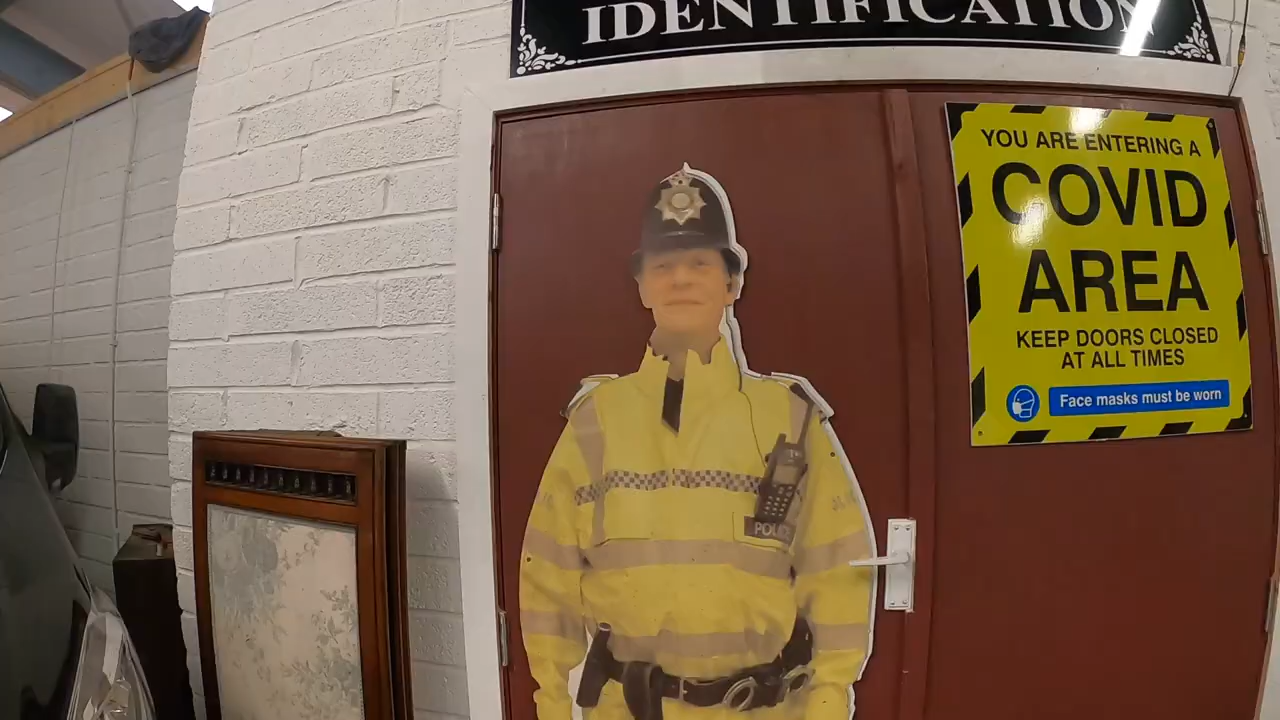 IDENTIFICATION
YOU ARE ENTERING A
COVID
AREA
KEEP DOORS CLOSED
AT ALL TIMES
Face masks must be worn
POLICE